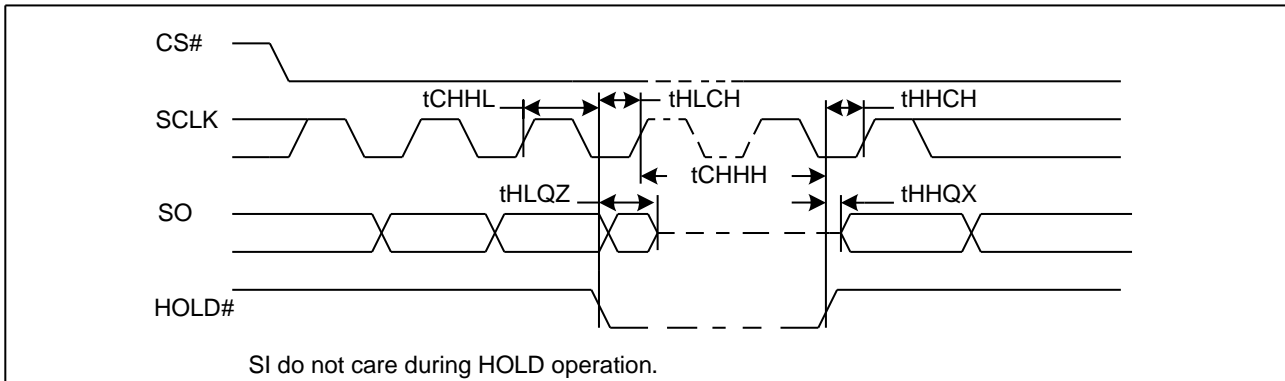 CS#
tCHHL
tHLCH
tHHCH
SCLK
tCHHH
tHLQZ
tHHQX
SO
HOLD#
SI do not care during HOLD operation.